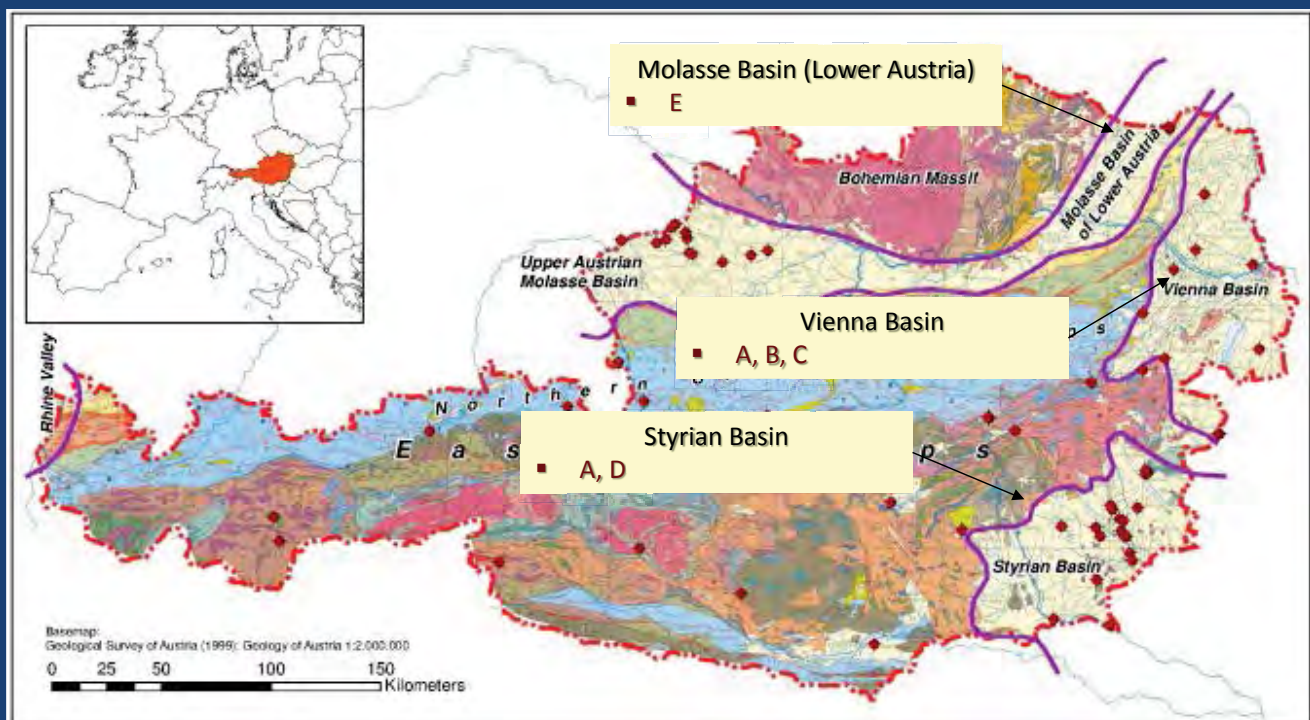 Molasse Basin (Lower Austria)
▪ E
Molasse Basin
of Lower Austria
Bohemian Massif
Upper Austrian
Molasse Basin
Vienna Basin
Vienna Basin
▪ A, B, C
Rhine Valley
N o r t h e r n
p s
E a s
p s
Styrian Basin
▪ A, D
Styrian Basin
Basemap:
Geological Survey of Austria (1999): Geology of Austria 1:2.000.000
0 25 50 100 150
Kilometers